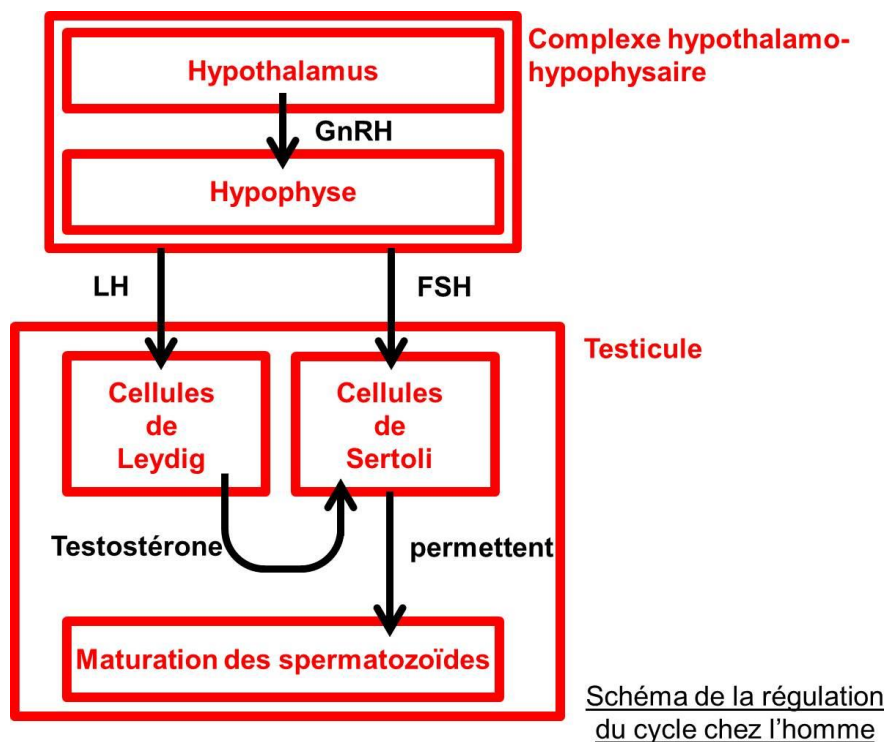 Complexe hypothalamo-
hypophysaire
Hypothalamus
GnRH
Hypophyse
LH
FSH
Testicule
Cellules
de
Leydig
Cellules
de
Sertoli
Testostérone
permettent
Maturation des spermatozoïdes
Schéma de la régulation
du cycle chez l'homme